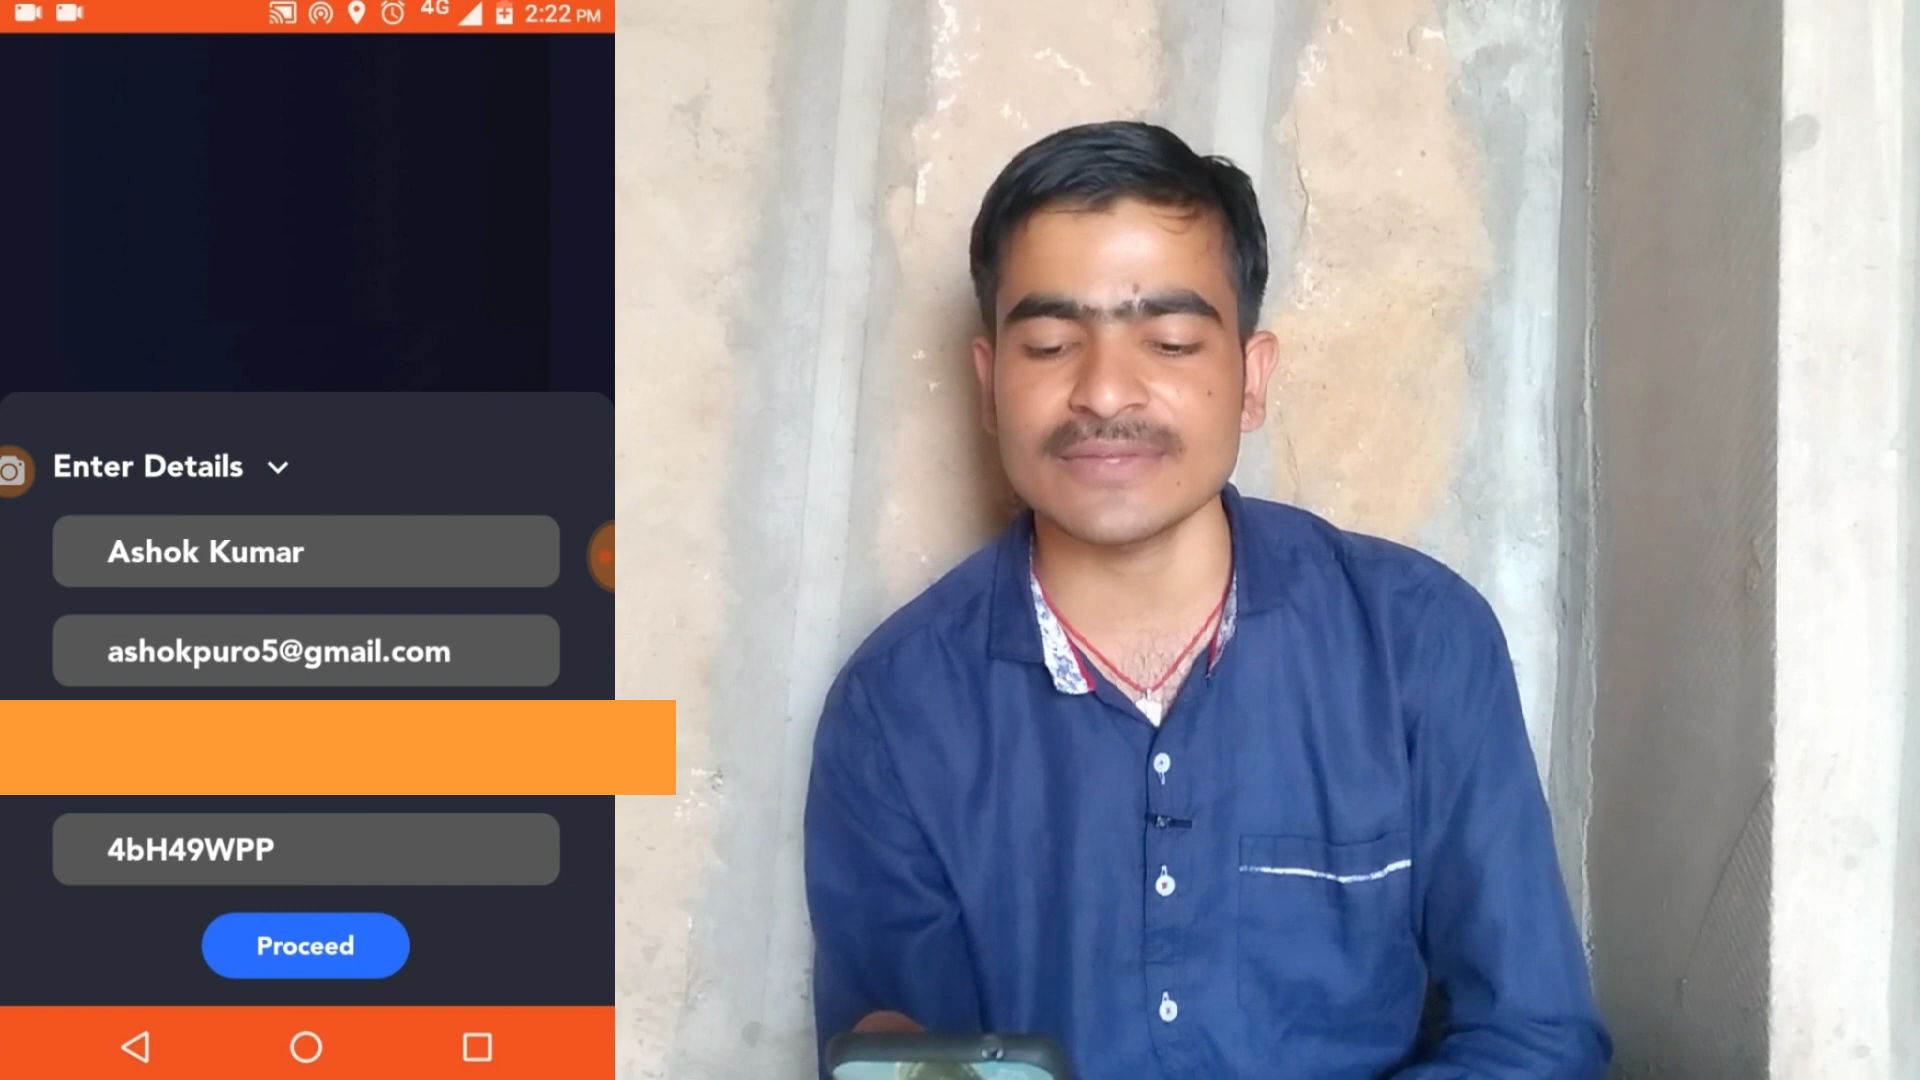 4G 2:22 PM
Enter Details
Ashok Kumar
ashokpuro5@gmail.com
4bH49WPP
Proceed